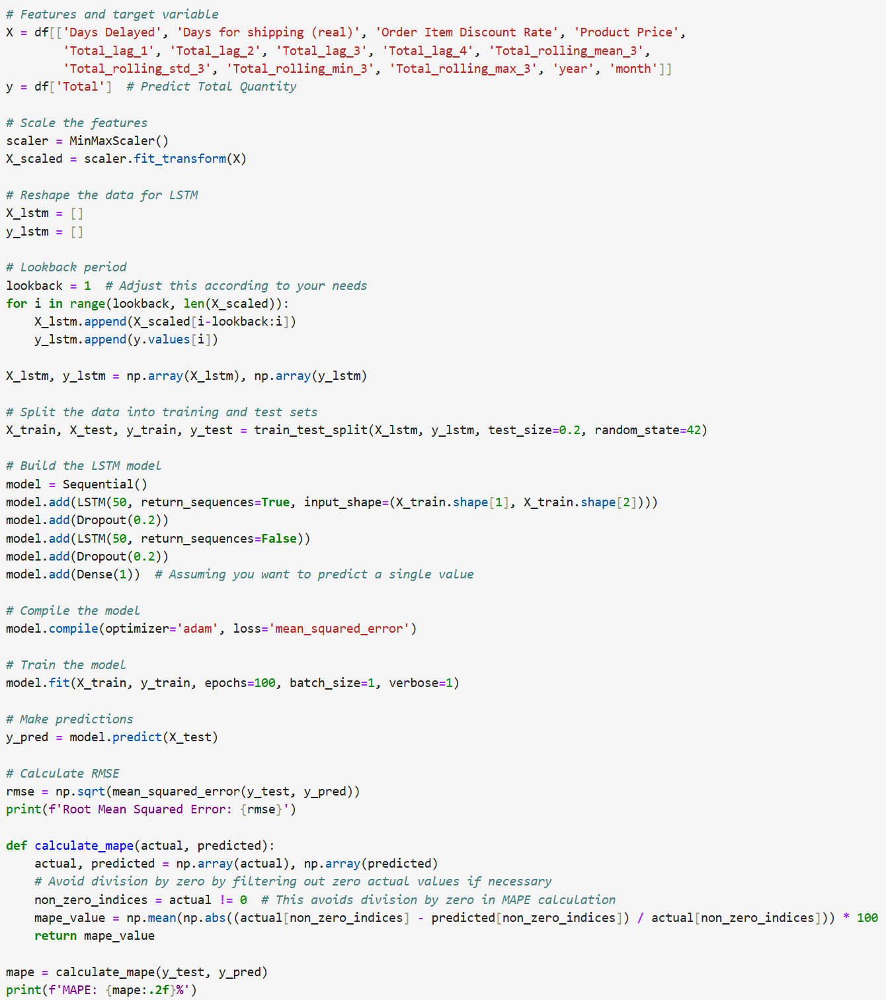 # Features and target variable
X = df[['Days Delayed', 'Days for shipping (real)', 'Order Item Discount Rate', 'Product Price',
        'Total_lag_1', 'Total_lag_2', 'Total_lag_3', 'Total_lag_4', 'Total_rolling_mean_3',
        'Total_rolling_std_3', 'Total_rolling_min_3', 'Total_rolling_max_3', 'year', 'month']]
y = df['Total']  # Predict Total Quantity

# Scale the features
scaler = MinMaxScaler()
X_scaled = scaler.fit_transform(X)

# Reshape the data for LSTM
X_lstm = []
y_lstm = []

# Lookback period
lookback = 1  # Adjust this according to your needs
for i in range(lookback, len(X_scaled)):
    X_lstm.append(X_scaled[i-lookback:i])
    y_lstm.append(y.values[i])

X_lstm, y_lstm = np.array(X_lstm), np.array(y_lstm)

# Split the data into training and test sets
X_train, X_test, y_train, y_test = train_test_split(X_lstm, y_lstm, test_size=0.2, random_state=42)

# Build the LSTM model
model = Sequential()
model.add(LSTM(50, return_sequences=True, input_shape=(X_train.shape[1], X_train.shape[2])))
model.add(Dropout(0.2))
model.add(LSTM(50, return_sequences=False))
model.add(Dropout(0.2))
model.add(Dense(1))  # Assuming you want to predict a single value

# Compile the model
model.compile(optimizer='adam', loss='mean_squared_error')

# Train the model
model.fit(X_train, y_train, epochs=100, batch_size=1, verbose=1)

# Make predictions
y_pred = model.predict(X_test)

# Calculate RMSE
rmse = np.sqrt(mean_squared_error(y_test, y_pred))
print(f'Root Mean Squared Error: {rmse}')

def calculate_mape(actual, predicted):
    actual, predicted = np.array(actual), np.array(predicted)
    # Avoid division by zero by filtering out zero actual values if necessary
    non_zero_indices = actual != 0  # This avoids division by zero in MAPE calculation
    mape_value = np.mean(np.abs((actual[non_zero_indices] - predicted[non_zero_indices]) / actual[non_zero_indices])) * 100
    return mape_value

mape = calculate_mape(y_test, y_pred)
print(f'MAPE: {mape:.2f}%')